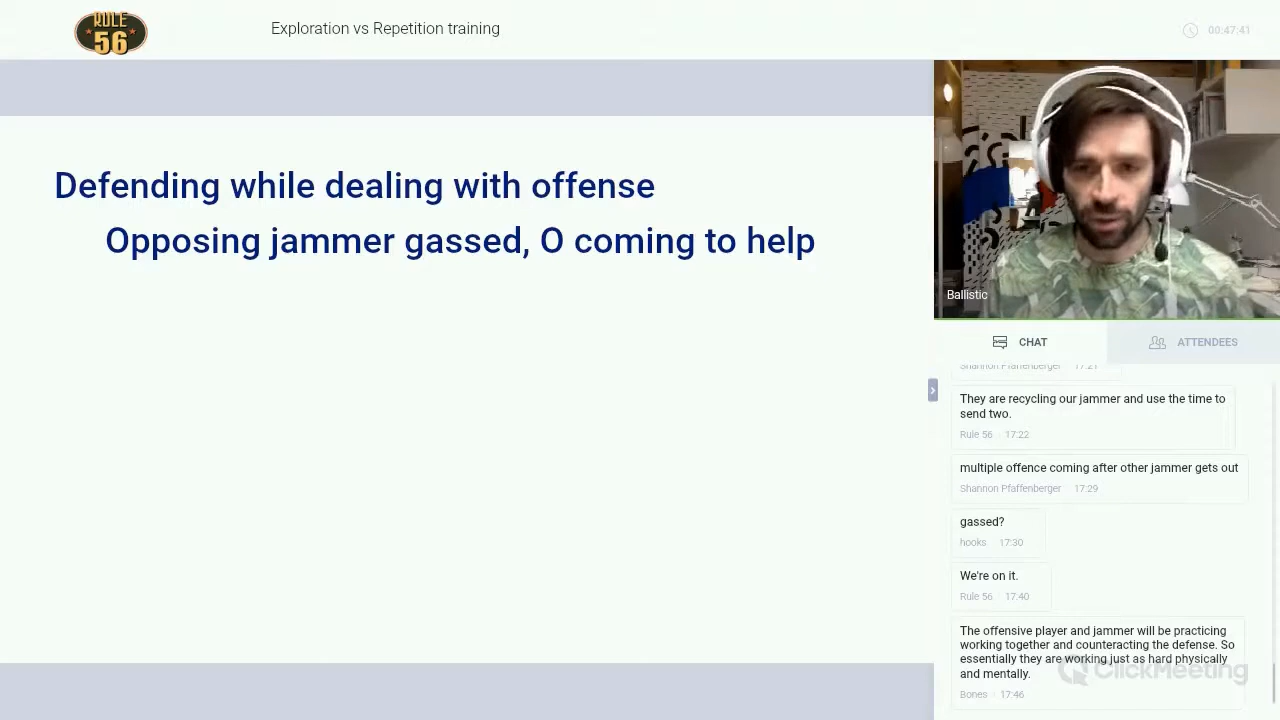 RULE
56
Exploration vs Repetition training
00:47:41
Defending while dealing with offense
Opposing jammer gassed, O coming to help
Ballistic
CHAT
ATTENDEES
Shannon Pfaffenberger 17:21
They are recycling our jammer and use the time to
send two.
Rule 56 17:22
multiple offence coming after other jammer gets out
Shannon Pfaffenberger 17:29
gassed?
hooks 17:30
We're on it.
Rule 56 17:40
The offensive player and jammer will be practicing
working together and counteracting the defense. So
essentially they are working just as hard physically
and mentally.
Bones 17:46
ClickMeeting